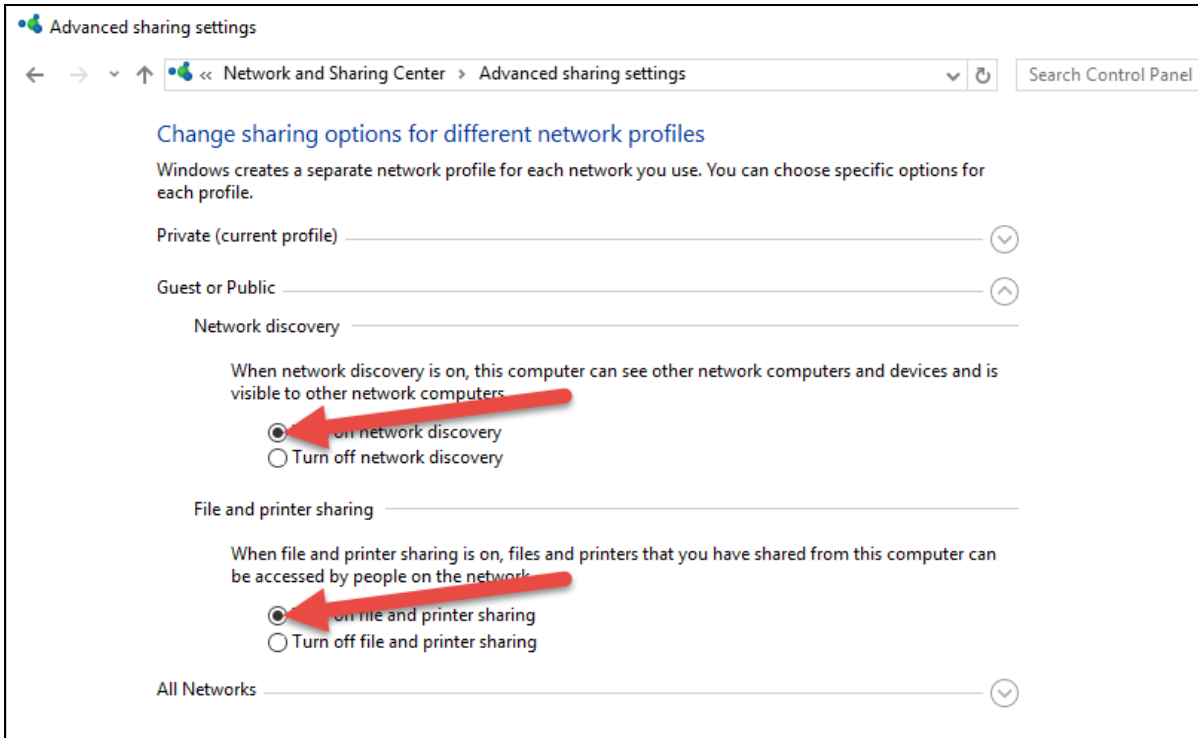 Advanced sharing settings
« Network and Sharing Center > Advanced sharing settings
Search Control Panel
Change sharing options for different network profiles
Windows creates a separate network profile for each network you use. You can choose specific options for
each profile.
Private (current profile)
Guest or Public
Network discovery
When network discovery is on, this computer can see other network computers and devices and is
visible to other network computers.
on network discovery
Turn off network discovery
File and printer sharing
When file and printer sharing is on, files and printers that you have shared from this computer can
be accessed by people on the network
on file and printer sharing
Turn off file and printer sharing
All Networks